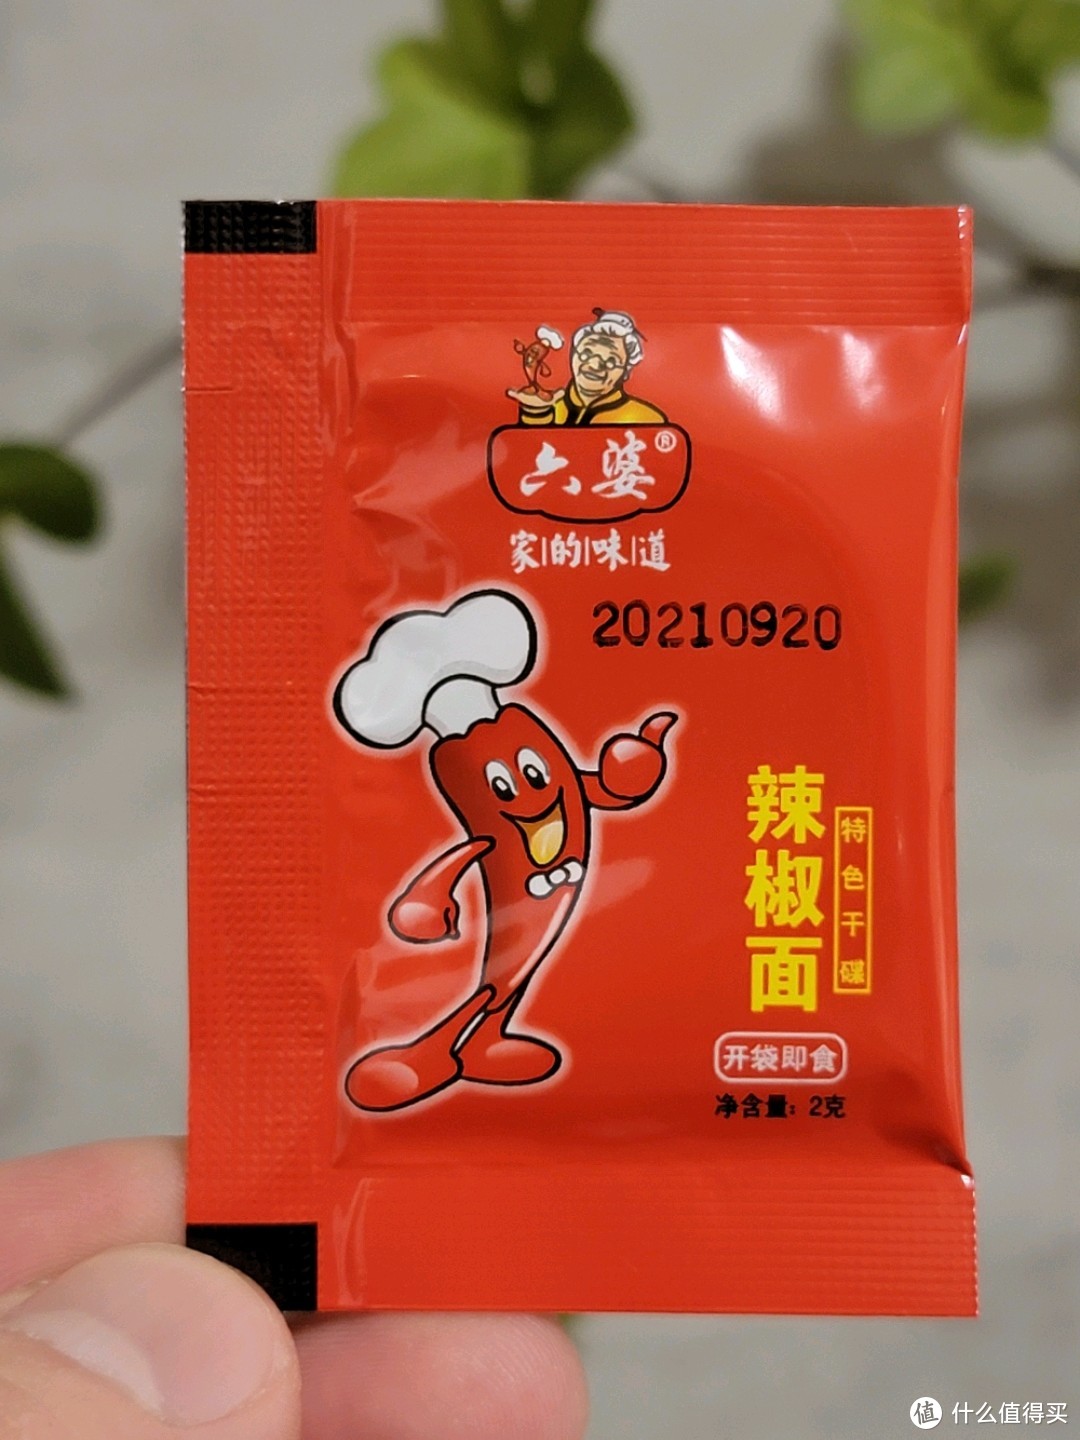 六婆®
家|的|味|道
20210920
辣椒面
特色干碟
开袋即食
净含量：2克
值 什么值得买